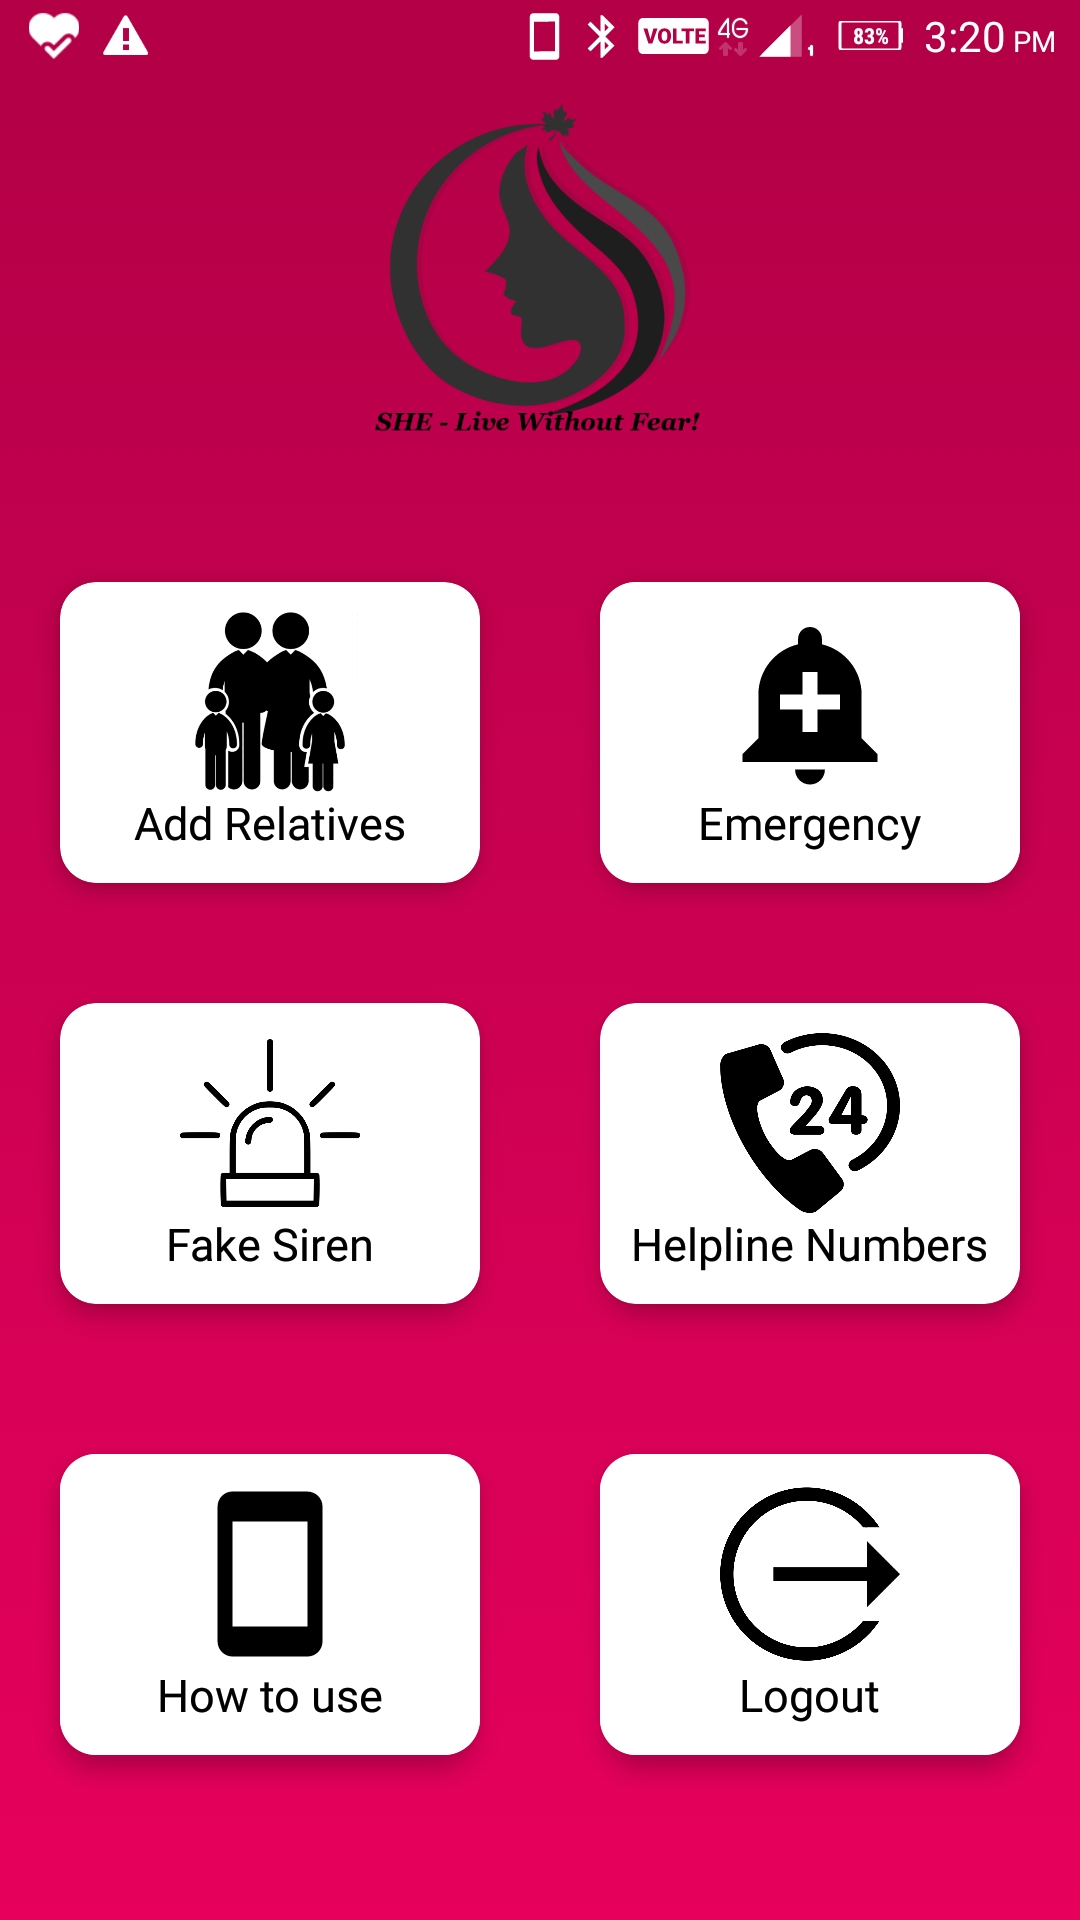 VOLTE 4G 1 83% 3:20 PM
SHE - Live Without Fear!
Add Relatives
Emergency
24
Fake Siren
Helpline Numbers
How to use
Logout